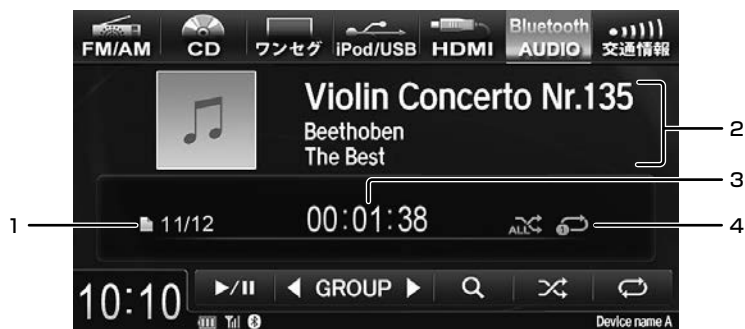 FM/AM CD ワンセグ iPod/USB HDMI Bluetooth AUDIO 交通情報
Violin Concerto Nr.135
Beethoben
The Best
2
3
00:01:38
1
11/12
ALL
1
4
10:10
GROUP
Device name A